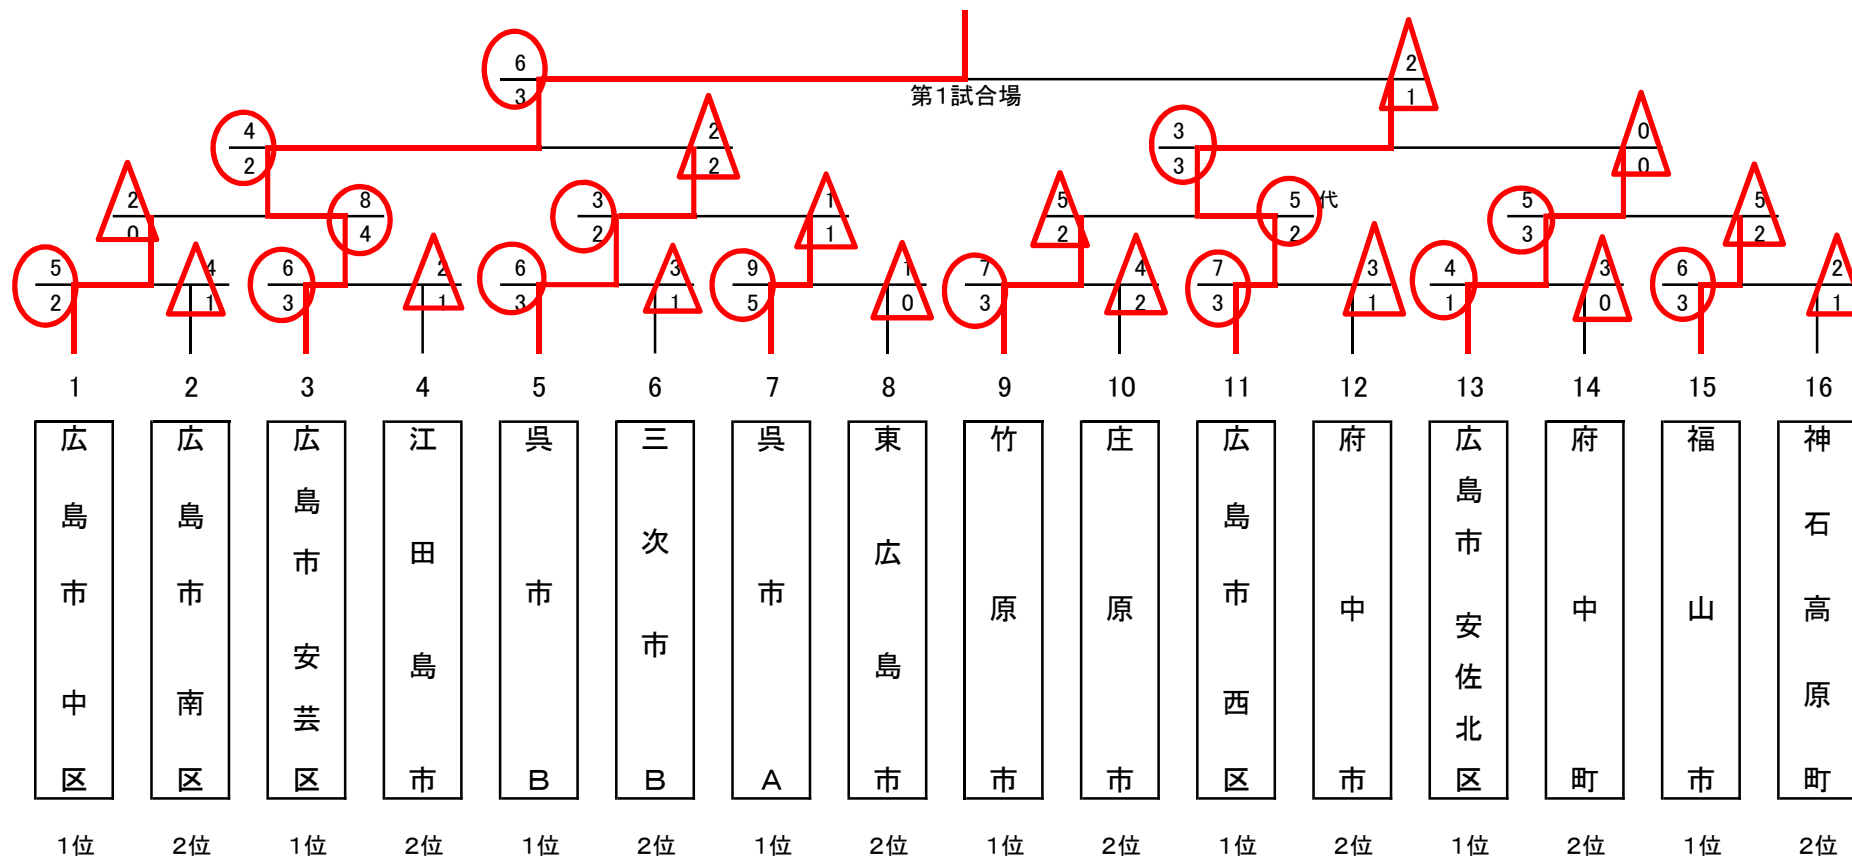 6 2
3 第1試合場 1
4 2 3 0
2 2 3 0
2 8 3 1 5 5 代 5 5
0 4 2 1 2 2 3 2
5 4 6 2 6 3 9 1 7 4 7 3 4 3 6 2
2 1 3 1 3 1 5 0 3 2 3 1 1 0 3 1
1 2 3 4 5 6 7 8 9 10 11 12 13 14 15 16
広島市中区
広島市南区
広島市安芸区
江田島市
呉市B
三次市B
呉市A
東広島市
竹原市
庄原市
広島市西区
府中市
広島市安佐北区
府中町
福山市
神石高原町
1位 2位 1位 2位 1位 2位 1位 2位 1位 2位 1位 2位 1位 2位 1位 2位